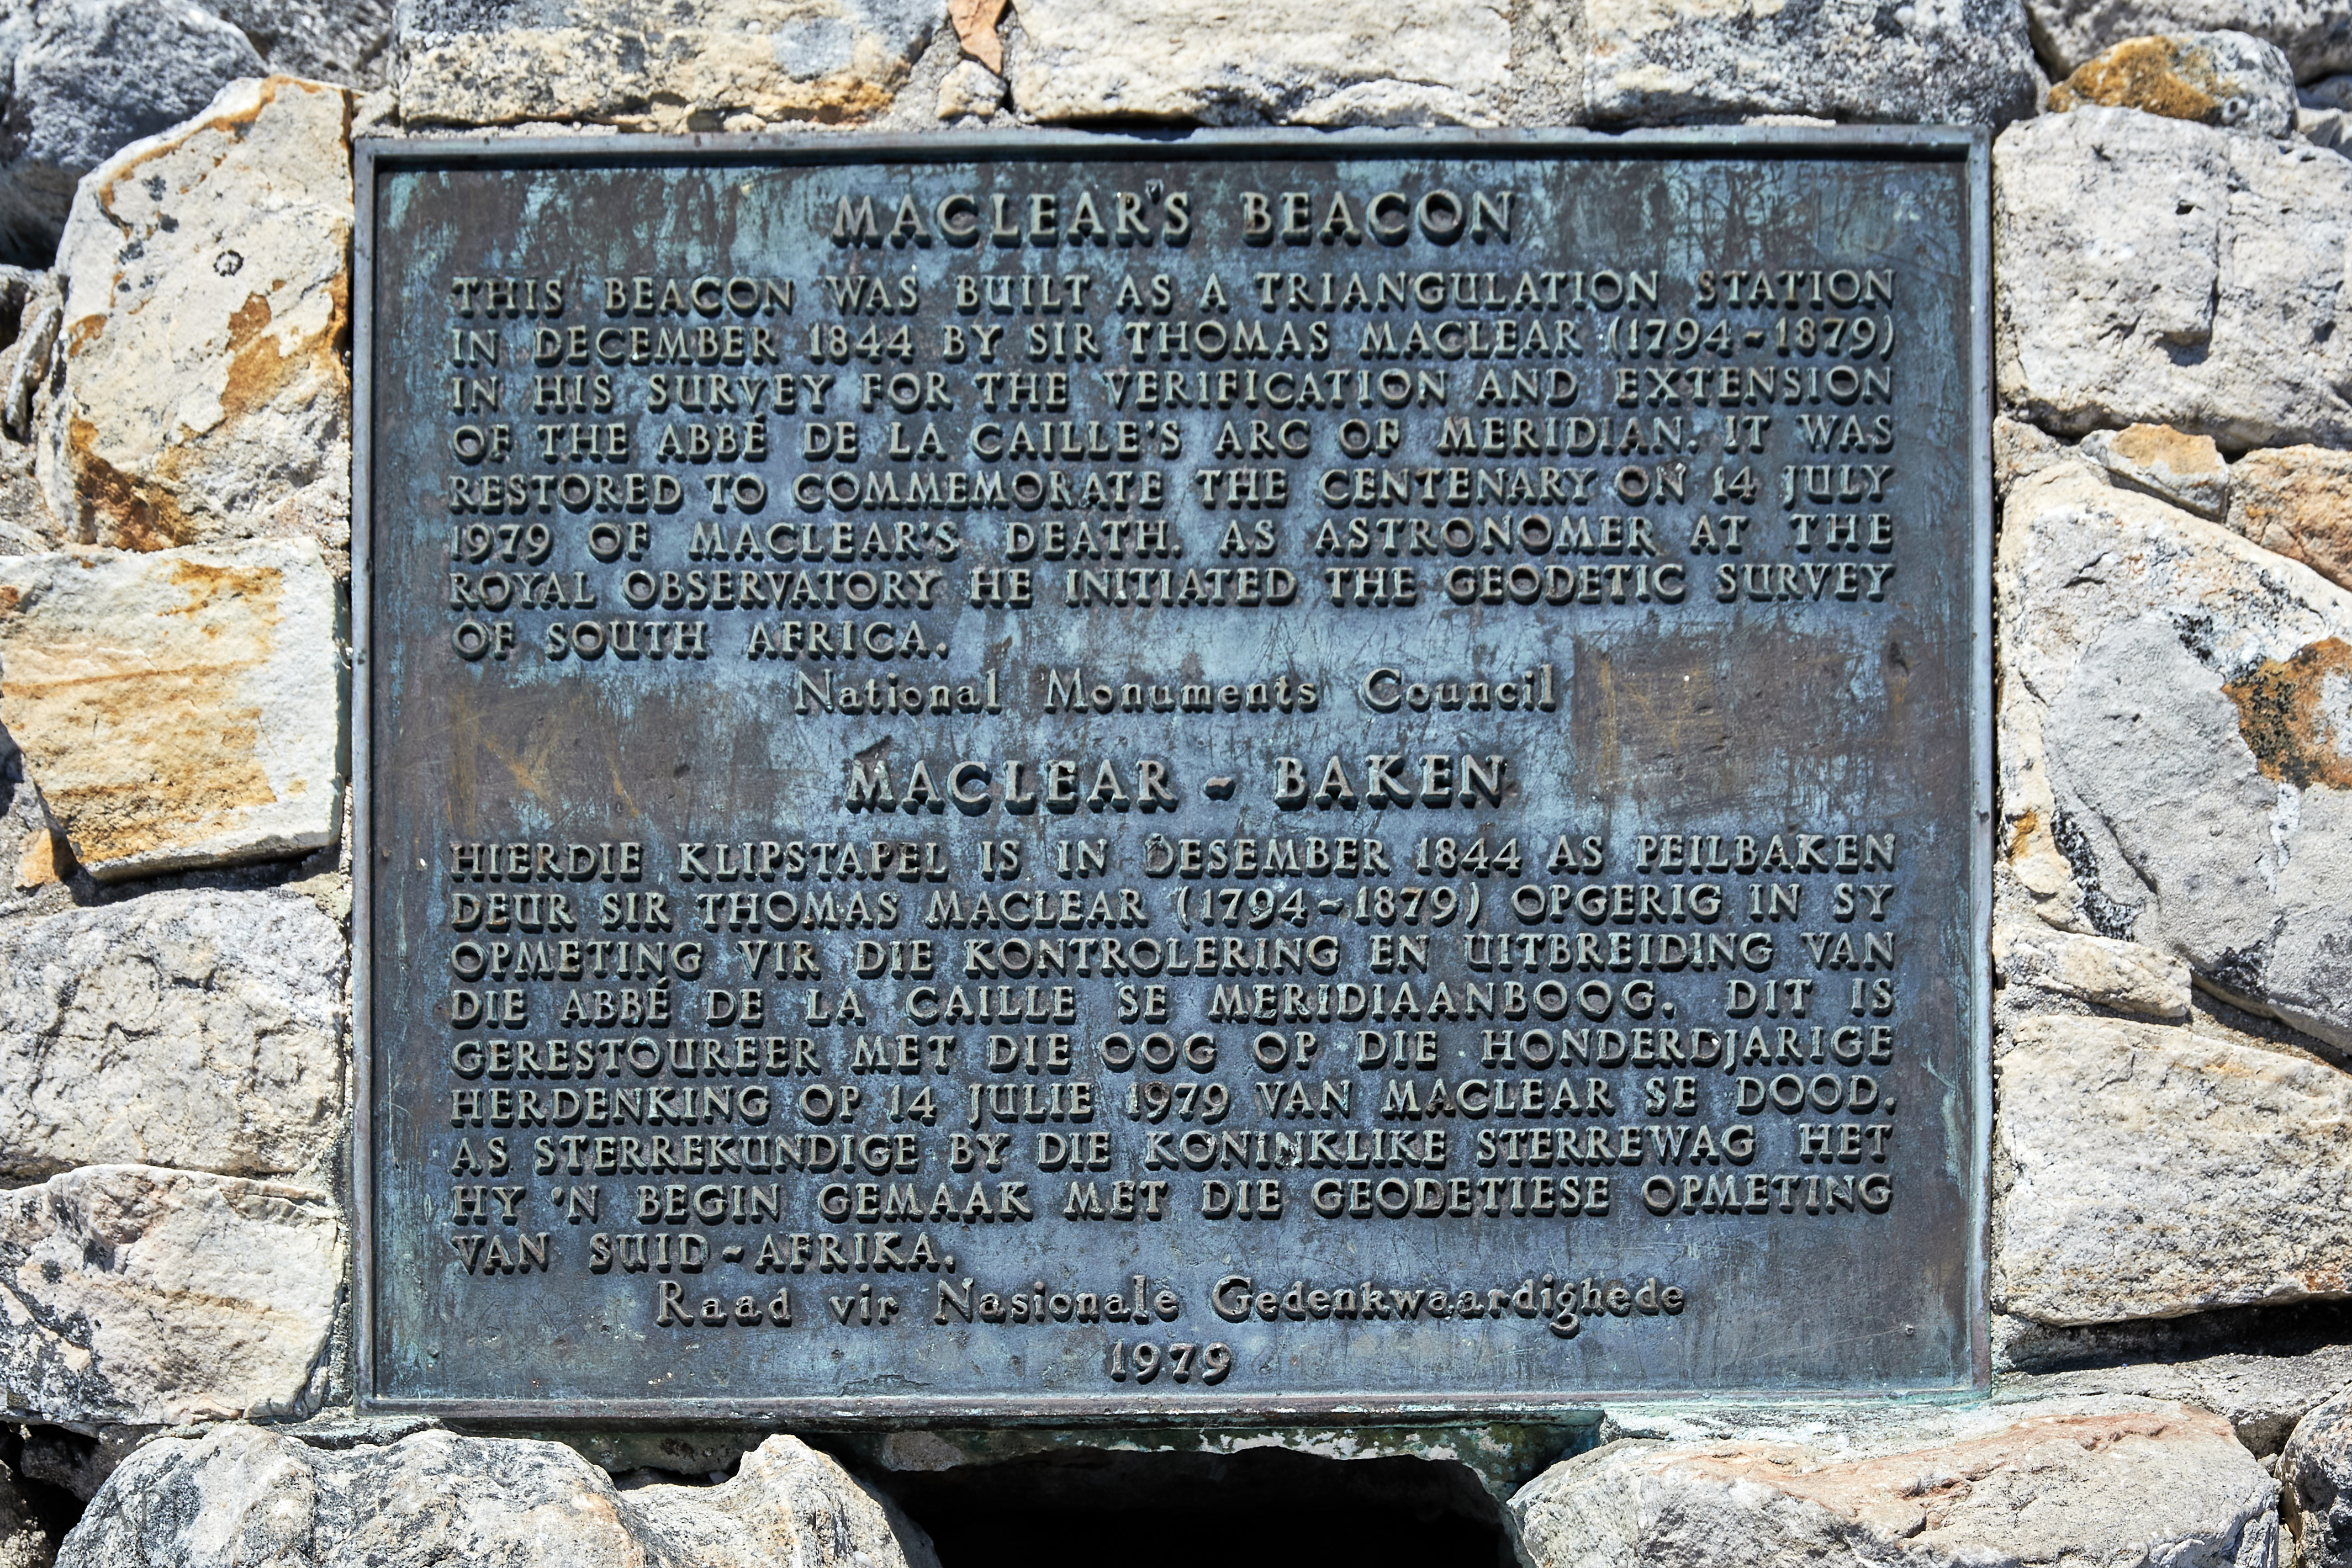 MACLEAR'S BEACON
THIS BEACON WAS BUILT AS A TRIANGULATION STATION
IN DECEMBER 1844 BY SIR THOMAS MACLEAR (1794-1879)
IN HIS SURVEY FOR THE VERIFICATION AND EXTENSION
OF THE ABBÉ DE LA CAILLE'S ARC OF MERIDIAN. IT WAS
RESTORED TO COMMEMORATE THE CENTENARY ON 14 JULY
1979 OF MACLEAR'S DEATH. AS ASTRONOMER AT THE
ROYAL OBSERVATORY HE INITIATED THE GEODETIC SURVEY
OF SOUTH AFRICA.
National Monuments Council
MACLEAR - BAKEN
HIERDIE KLIPSTAPEL IS IN DESEMBER 1844 AS PEILBAKEN
DEUR SIR THOMAS MACLEAR (1794-1879) OPGERIG IN SY
OPMETING VIR DIE KONTROLERING EN UITBREIDING VAN
DIE ABBÉ DE LA CAILLE SE MERIDIAANBOOG. DIT IS
GERESTOUREER MET DIE OOG OP DIE HONDERDJARIGE
HERDENKING OP 14 JULIE 1979 VAN MACLEAR SE DOOD.
AS STERREKUNDIGE BY DIE KONINKLIKE STERREWAG HET
HY 'N BEGIN GEMAAK MET DIE GEODETIESE OPMETING
VAN SUID-AFRIKA.
Raad vir Nasionale Gedenkwaardighede
1979